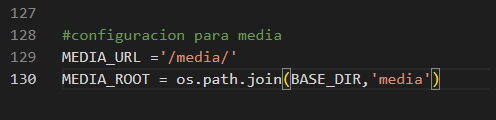 127
128 #configuracion para media
129 MEDIA_URL ='/media/'
130 MEDIA_ROOT = os.path.join(BASE_DIR,'media')